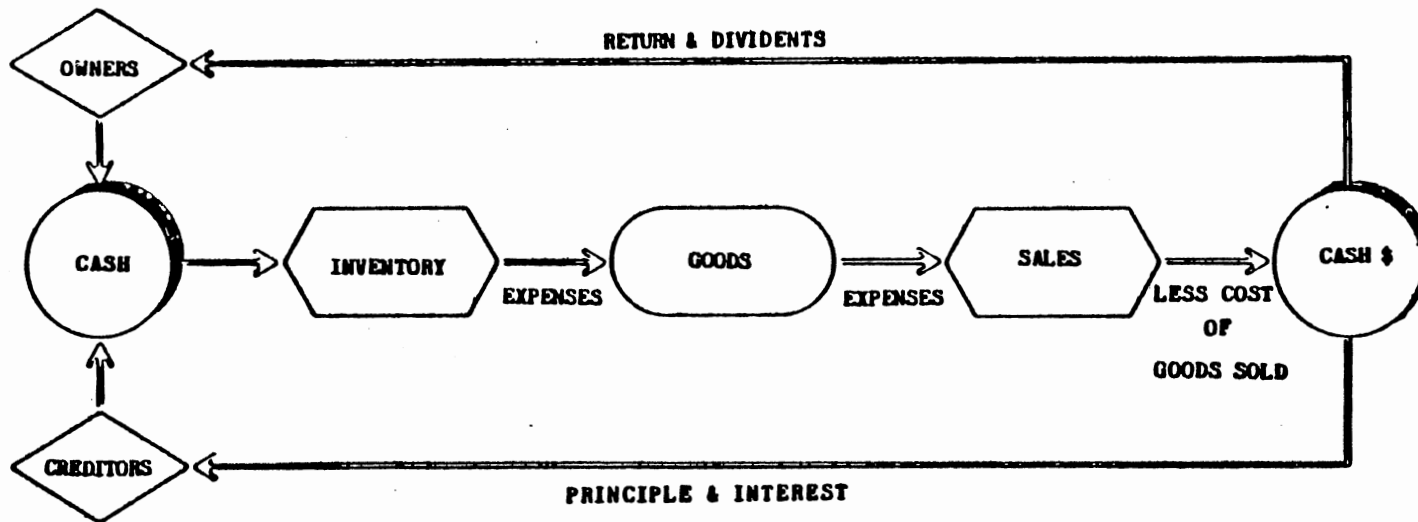 RETURN & DIVIDENTS
OWNERS
CASH
INVENTORY
EXPENSES
GOODS
EXPENSES
SALES
LESS COST
OF
GOODS SOLD
CASH $
CREDITORS
PRINCIPLE & INTEREST